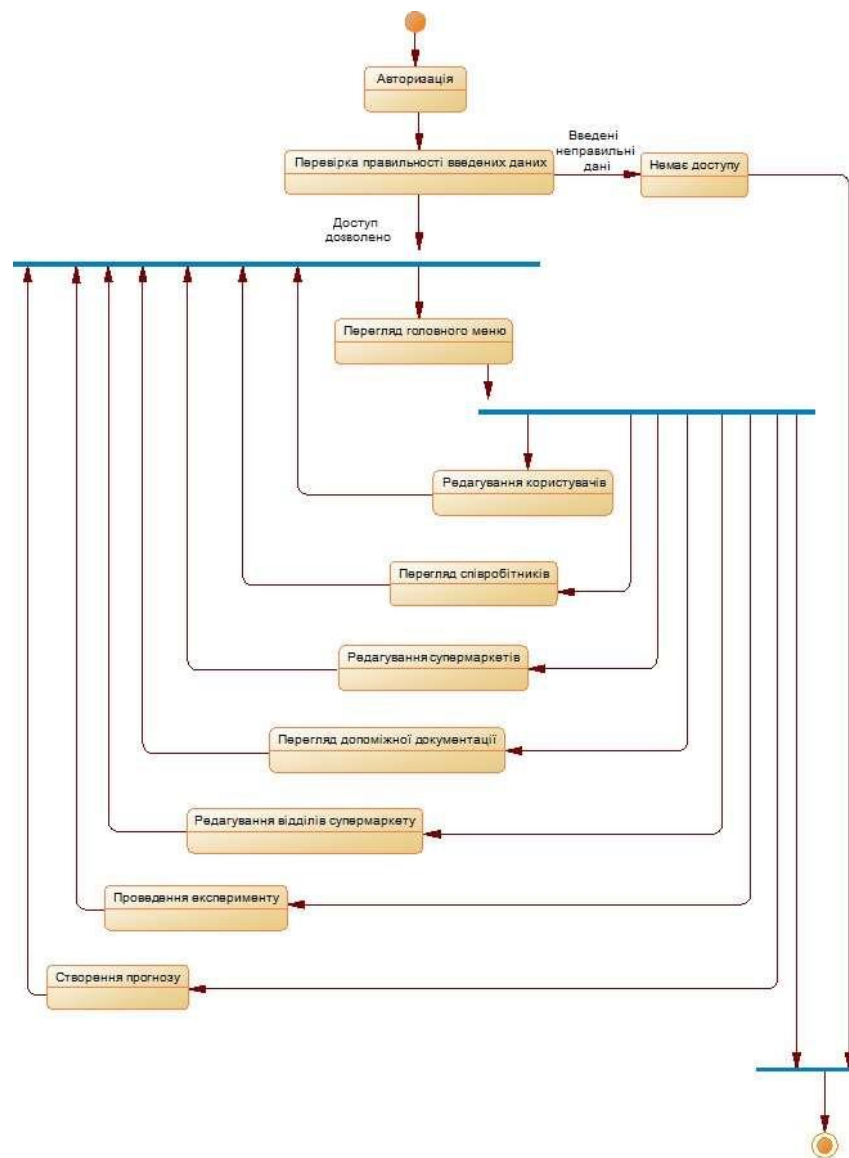 Авторизація
Перевірка правильності введених даних
Введені
неправильні
дані
Немає доступу
Доступ
дозволено
Перегляд головного меню
Редагування користувачів
Перегляд співробітників
Редагування супермаркетів
Перегляд допоміжної документації
Редагування відділів супермаркету
Проведення експерименту
Створення прогнозу